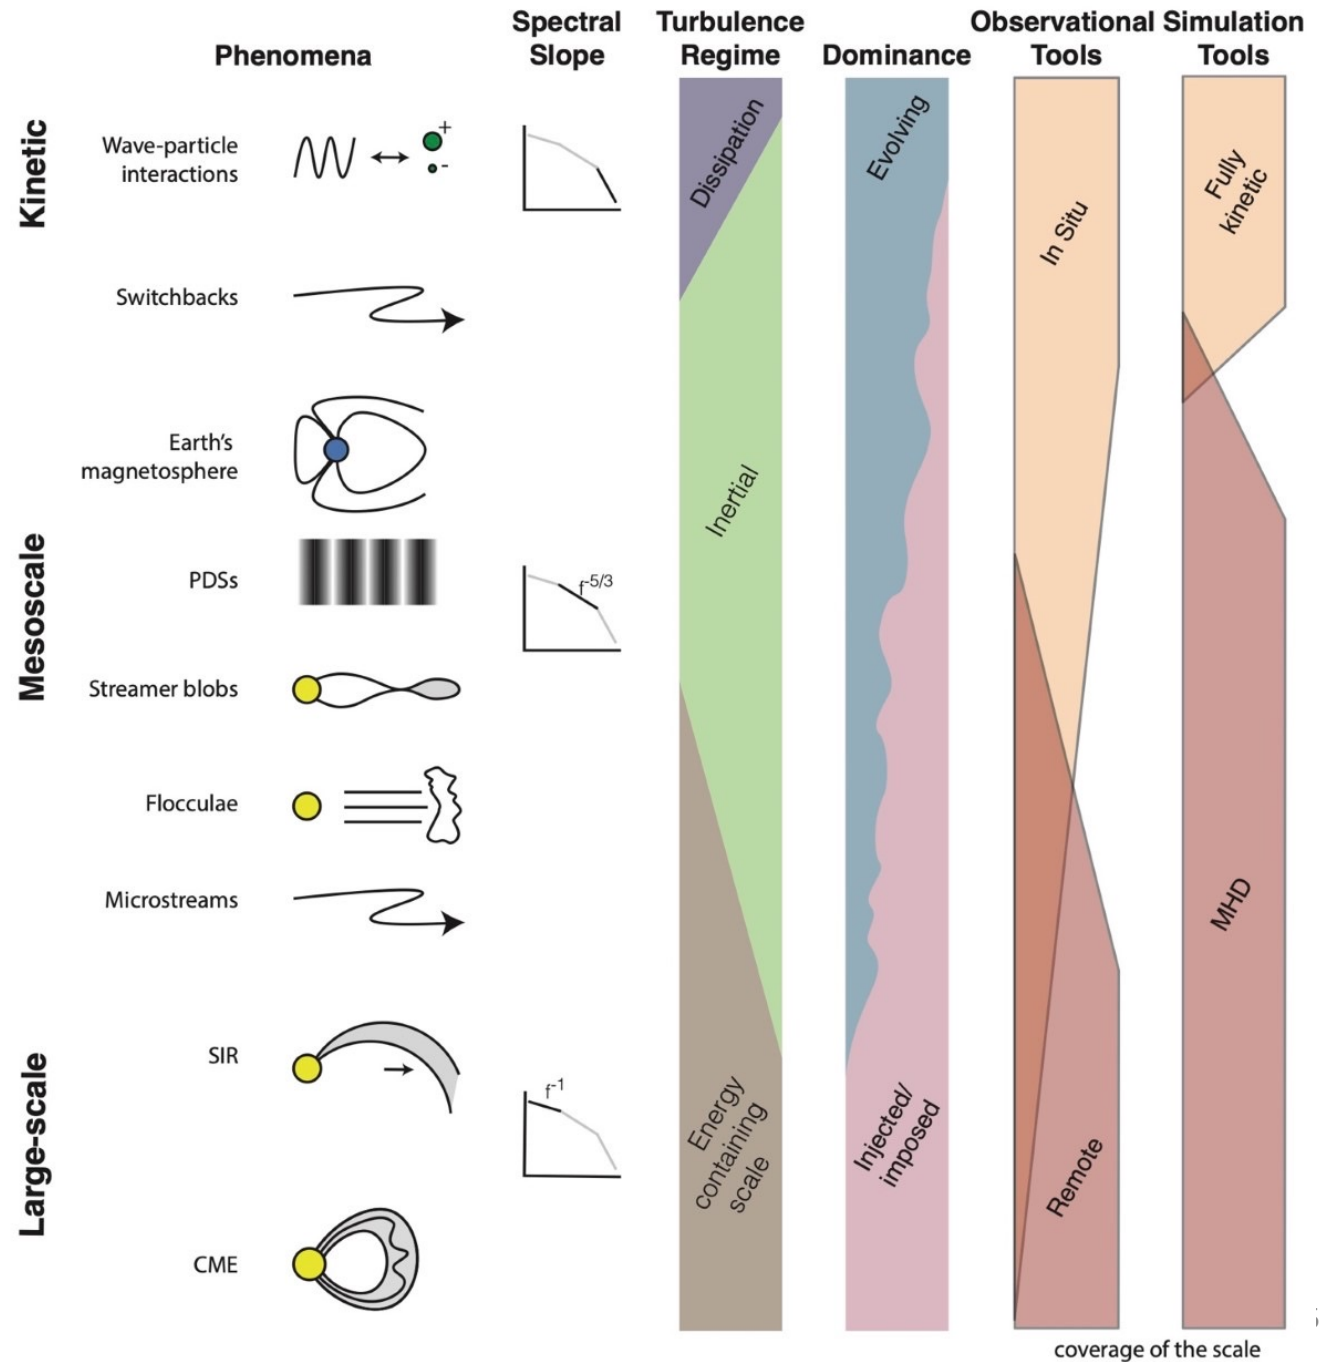 Phenomena
Spectral
Slope
Turbulence
Regime
Dominance
Observational
Tools
Simulation
Tools
Kinetic
Wave-particle
interactions
+
-
Switchbacks
Earth's
magnetosphere
Mesoscale
PDSs
f-5/3
Streamer blobs
Flocculae
Microstreams
Large-scale
SIR
f-1
CME
Dissipation
Inertial
Energy
containing
scale
Evolving
Injected/
imposed
In Situ
Remote
Fully
kinetic
MHD
coverage of the scale